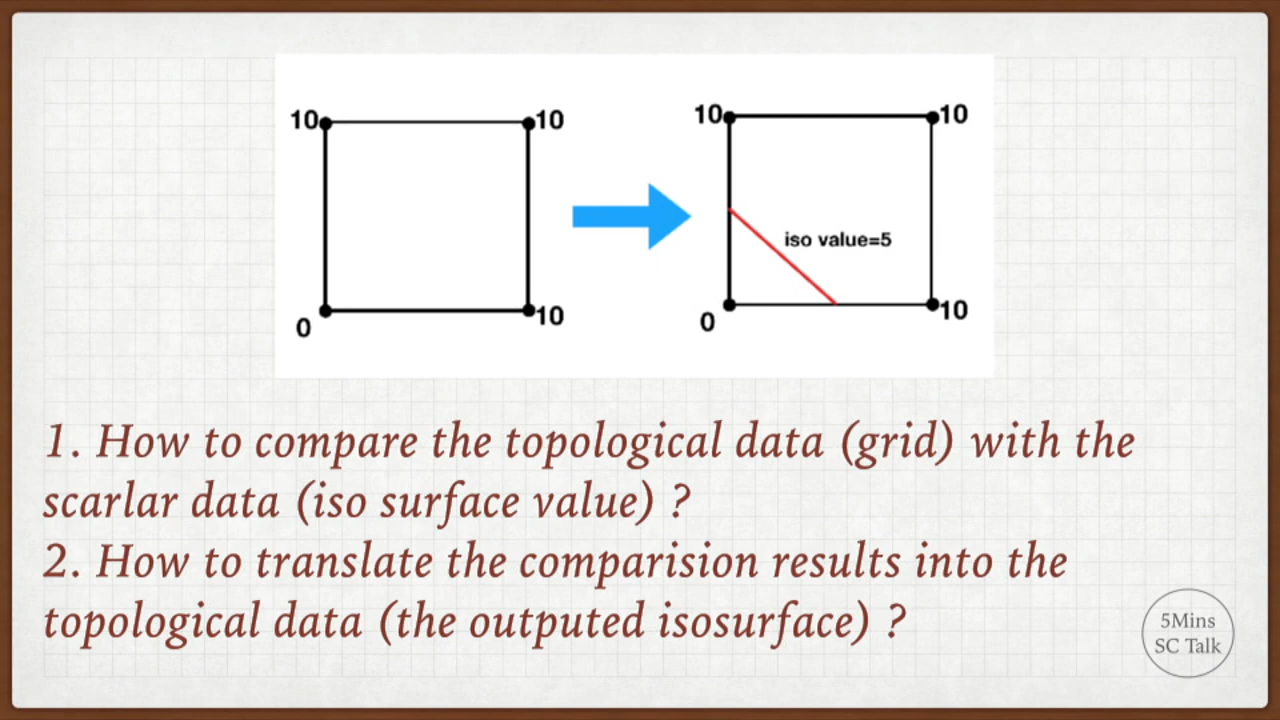 10 10
10 10
iso value=5
0 10
0 10
1. How to compare the topological data (grid) with the
scarlar data (iso surface value) ?
2. How to translate the comparision results into the
topological data (the outputed isosurface) ?
5Mins
SC Talk